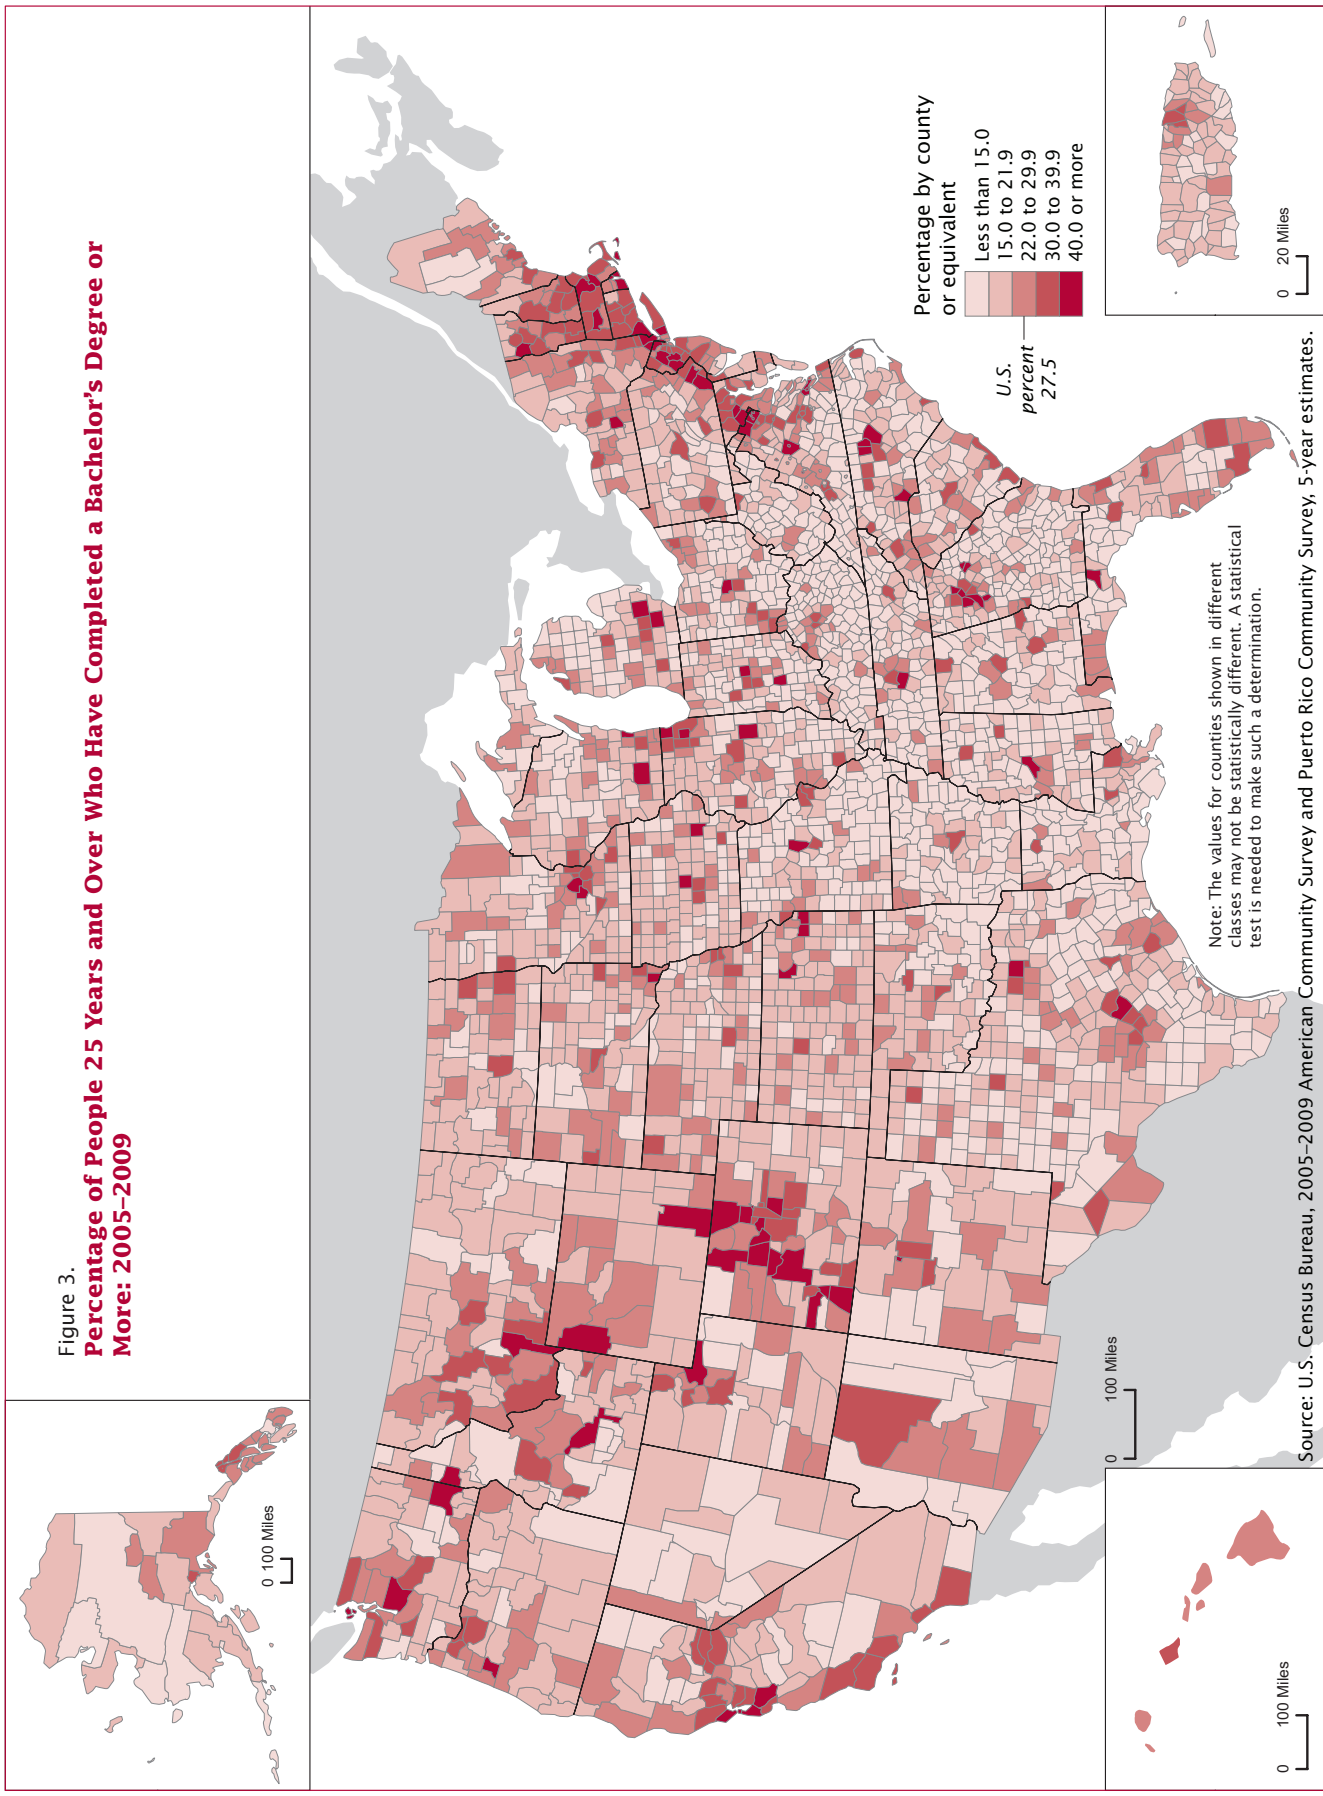 Figure 3.
Percentage of People 25 Years and Over Who Have Completed a Bachelor's Degree or
More: 2005–2009
Percentage by county
or equivalent
Less than 15.0
15.0 to 21.9
22.0 to 29.9
30.0 to 39.9
40.0 or more
U.S.
percent
27.5
0 100 Miles
0 100 Miles
0 100 Miles
0 20 Miles
Note: The values for counties shown in different
classes may not be statistically different. A statistical
test is needed to make such a determination.
Source: U.S. Census Bureau, 2005–2009 American Community Survey and Puerto Rico Community Survey, 5-year estimates.